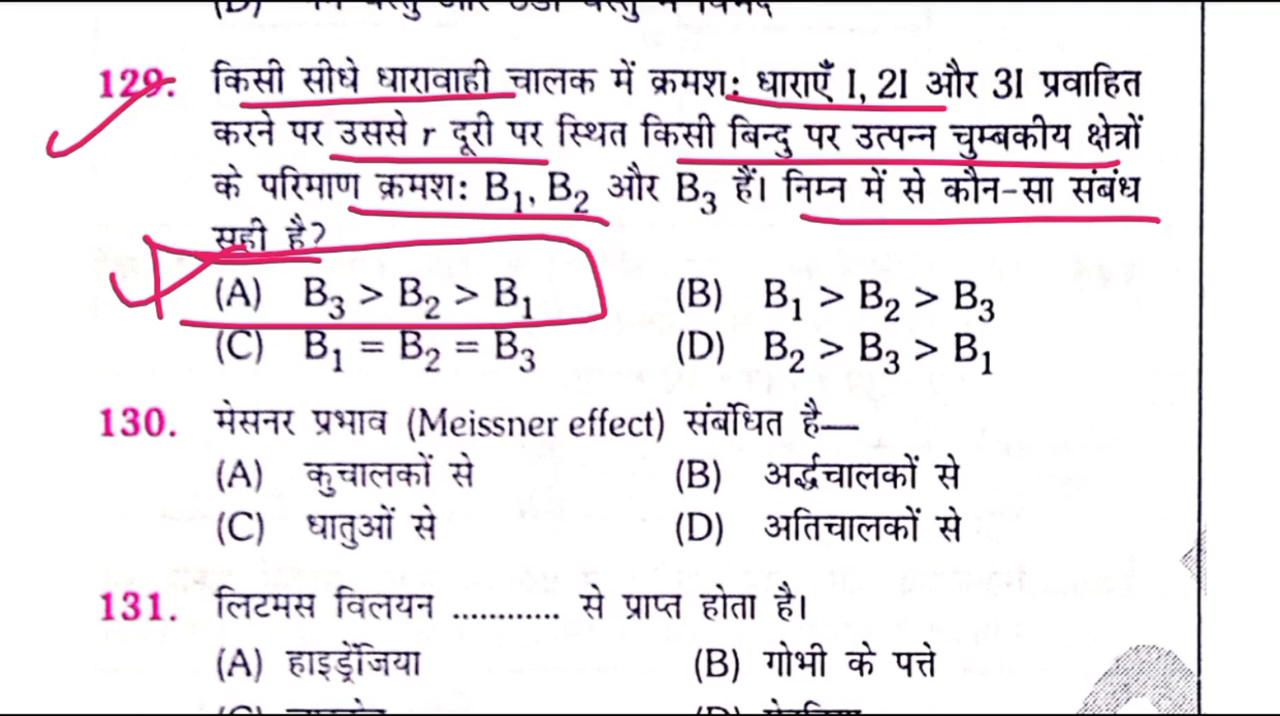 129. किसी सीधे धारावाही चालक में क्रमश: धाराएँ I, 2I और 3I प्रवाहित
करने पर उससे r दूरी पर स्थित किसी बिन्दु पर उत्पन्न चुम्बकीय क्षेत्रों
के परिमाण क्रमश: B₁, B₂ और B₃ हैं। निम्न में से कौन-सा संबंध
सही है?
(A) B₃ > B₂ > B₁ (B) B₁ > B₂ > B₃
(C) B₁ = B₂ = B₃ (D) B₂ > B₃ > B₁
130. मेसनर प्रभाव (Meissner effect) संबंधित है—
(A) कुचालकों से (B) अर्द्धचालकों से
(C) धातुओं से (D) अतिचालकों से
131. लिटमस विलयन ............. से प्राप्त होता है।
(A) हाइड्रेंजिया (B) गोभी के पत्ते